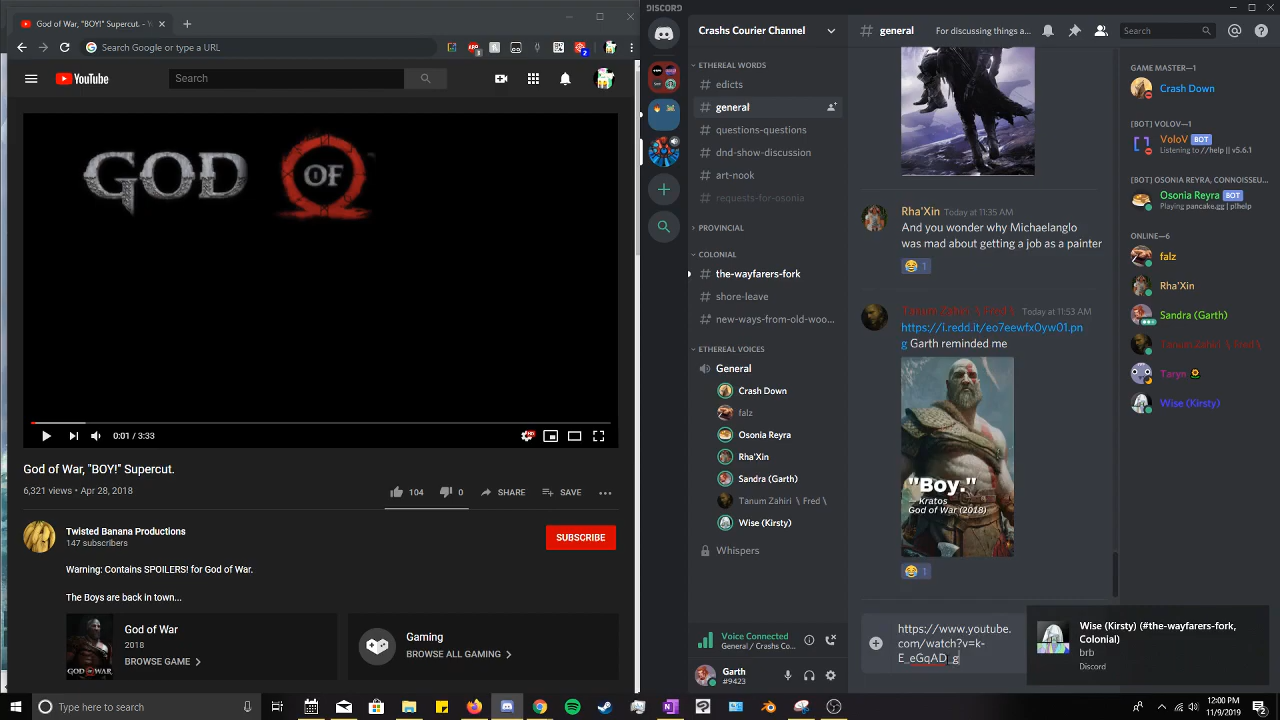 God of War, "BOY!" Supercut. - Y
Search Google or type a URL
YouTube
Search
GOD OF
0:01 / 3:33
God of War, "BOY!" Supercut.
6,321 views • Apr 28, 2018
104
0
SHARE
SAVE
Twisted Banana Productions
147 subscribers
SUBSCRIBE
Warning: Contains SPOILERS! for God of War.
The Boys are back in town...
God of War
2018
BROWSE GAME
Gaming
BROWSE ALL GAMING
DISCORD
Crashs Courier Channel
ETHEREAL WORDS
# edicts
# general
# questions-questions
# dnd-show-discussion
# art-nook
# requests-for-osonia
PROVINCIAL
COLONIAL
# the-wayfarers-fork
# shore-leave
# new-ways-from-old-woo...
ETHEREAL VOICES
General
Crash Down
falz
Osonia Reyra
Rha'Xin
Sandra (Garth)
Tanum Zahiri \ Fred \
Wise (Kirsty)
Whispers
Voice Connected
General / Crashs Co...
Garth
#9423
# general
For discussing things a...
Search
Rha'Xin Today at 11:35 AM
And you wonder why Michaelanglo
was mad about getting a job as a painter
1
Tanum Zahiri \ Fred \ Today at 11:53 AM
https://i.redd.it/eo7eewfx0yw01.pn
g Garth reminded me
"Boy."
— Kratos
God of War (2018)
1
https://www.youtube.
com/watch?v=k-
E_eGqAD_g
GAME MASTER—1
Crash Down
[BOT] VOLOV—1
VoloV BOT
Listening to //help || v5.6.1
[BOT] OSONIA REYRA, CONNOISSEU...
Osonia Reyra BOT
Playing pancake.gg | p!help
ONLINE—6
falz
Rha'Xin
Sandra (Garth)
Tanum Zahiri \ Fred \
Taryn
Wise (Kirsty)
Wise (Kirsty) (#the-wayfarers-fork,
Colonial)
brb
Discord
Type here to search
12:00 PM
11/9/2019
2